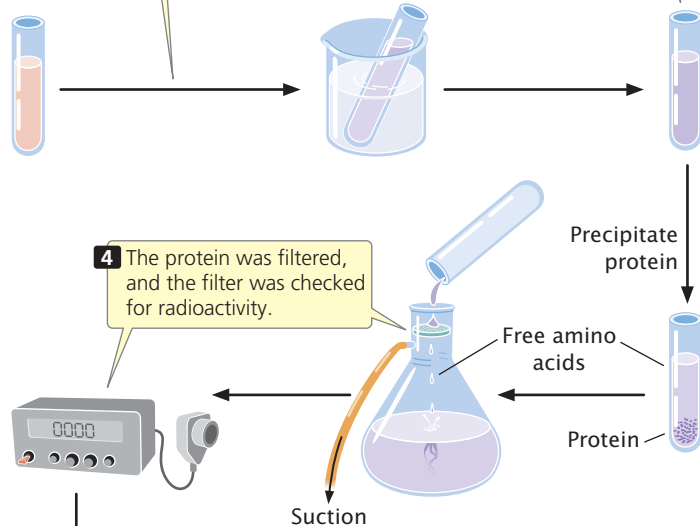 Precipitate
protein
4 The protein was filtered,
and the filter was checked
for radioactivity.
Free amino
acids
0000
Protein
Suction